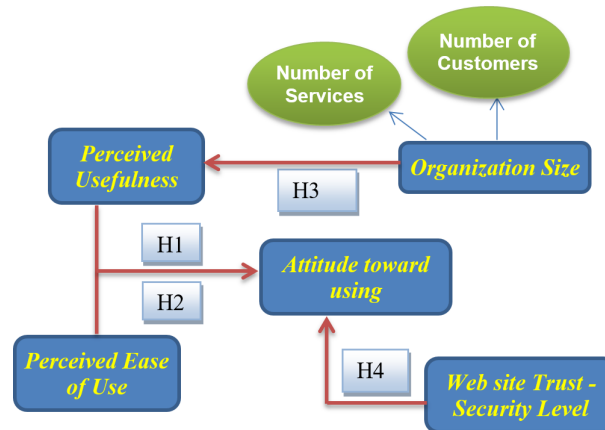 Number of
Customers
Number of
Services
Perceived
Usefulness
Organization Size
H3
H1
Attitude toward
using
H2
Perceived Ease
of Use
H4
Web site Trust -
Security Level